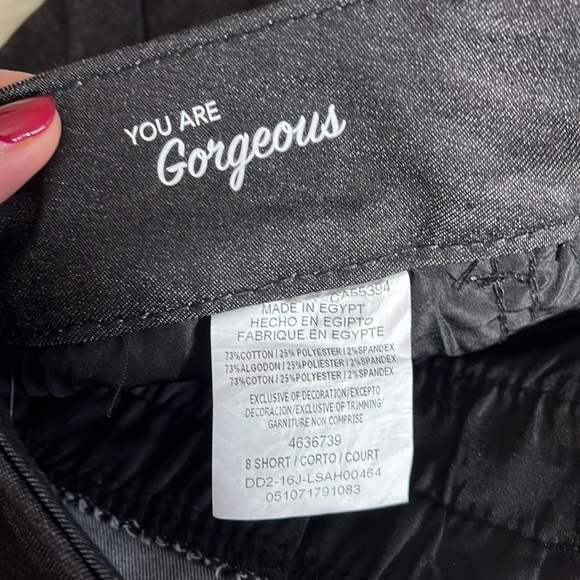 YOU ARE
Gorgeous
CA55394
MADE IN EGYPT
HECHO EN EGIPTO
FABRIQUE EN EGYPTE
73%COTTON / 25% POLYESTER / 2%SPANDEX
73%ALGODON / 25% POLYESTER / 2%SPANDEX
73%COTON / 25% POLYESTER / 2%SPANDEX
EXCLUSIVE OF DECORATION/EXCEPTO
DECORACION/EXCLUSIVE OF TRIMMING/
GARNITURE NON COMPRISE
4636739
8 SHORT / CORTO / COURT
DD2-16J-LSAH00464
051071791083